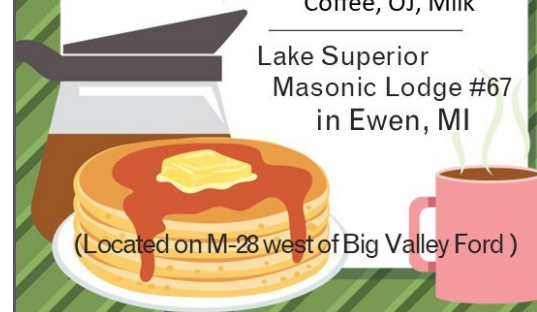 Coffee, OJ, Milk
Lake Superior
Masonic Lodge #67
in Ewen, MI
(Located on M-28 west of Big Valley Ford )